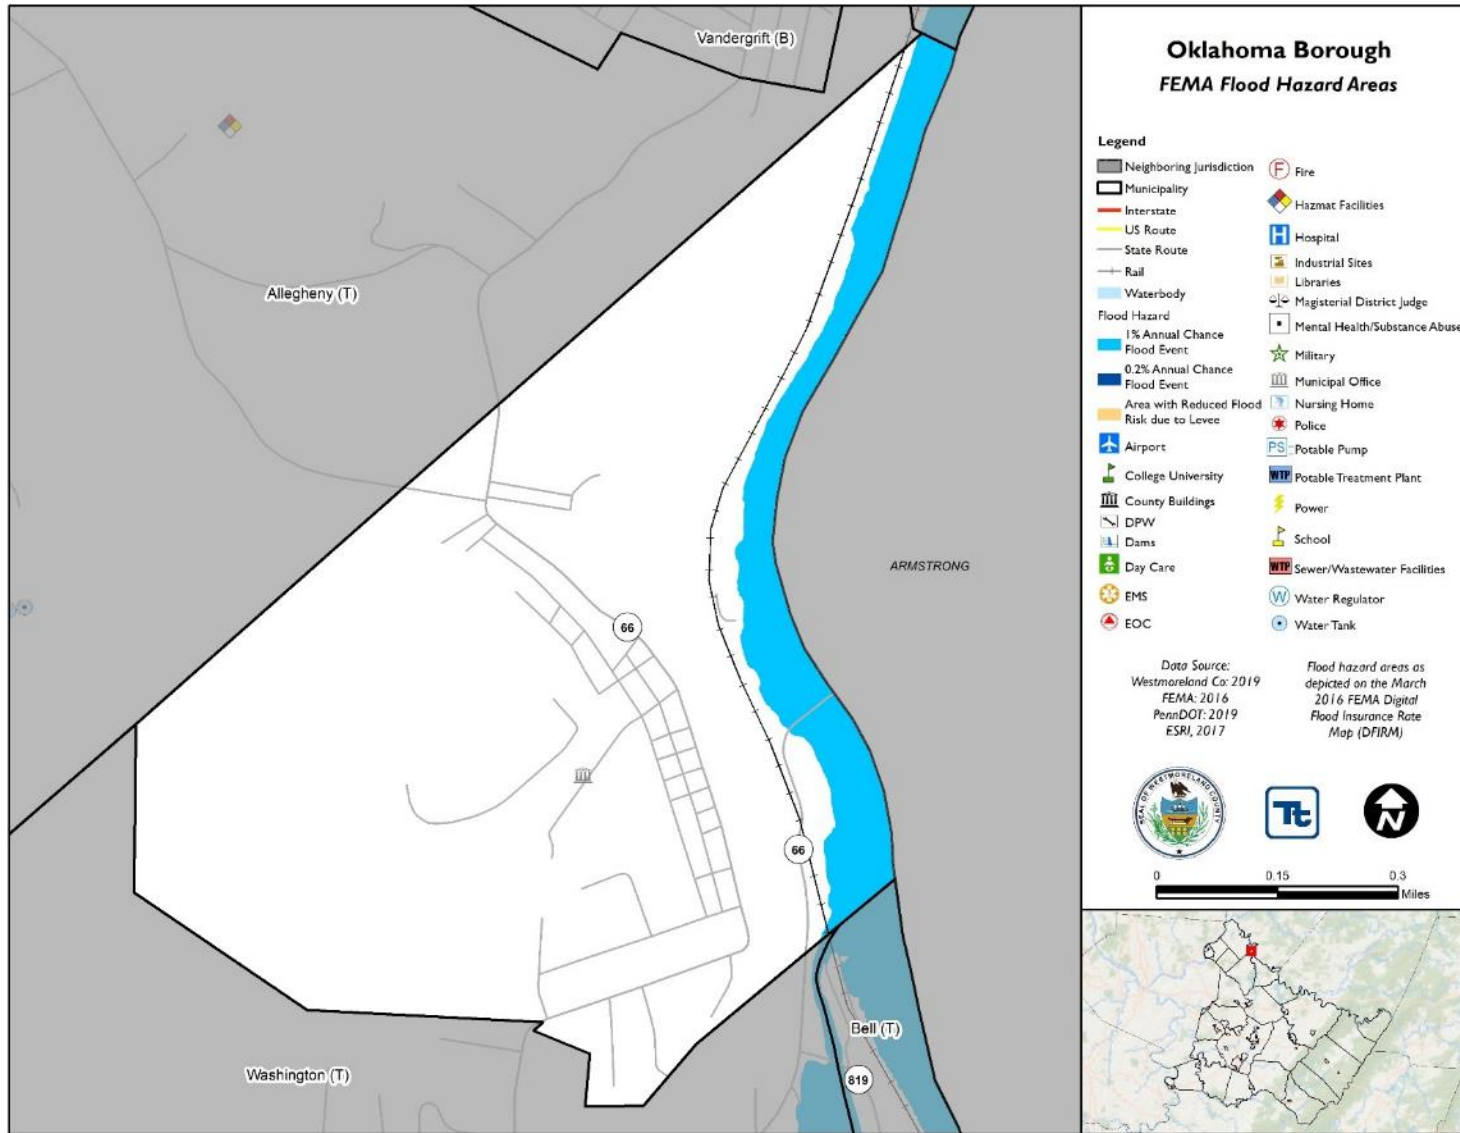 Vandergrift (B)
Allegheny (T)
ARMSTRONG
66
66
Bell (T)
819
Washington (T)
Oklahoma Borough
FEMA Flood Hazard Areas
Legend
Neighboring Jurisdiction
Municipality
Interstate
US Route
State Route
Rail
Waterbody
Flood Hazard
1% Annual Chance
Flood Event
0.2% Annual Chance
Flood Event
Area with Reduced Flood
Risk due to Levee
Airport
College University
County Buildings
DPW
Dams
Day Care
EMS
EOC
F Fire
Hazmat Facilities
H Hospital
Industrial Sites
Libraries
Magisterial District Judge
Mental Health/Substance Abuse
Military
Municipal Office
Nursing Home
Police
PS Potable Pump
WTP Potable Treatment Plant
Power
School
WTP Sewer/Wastewater Facilities
W Water Regulator
Water Tank
Data Source:
Westmoreland Co: 2019
FEMA: 2016
PennDOT: 2019
ESRI, 2017
Flood hazard areas as
depicted on the March
2016 FEMA Digital
Flood Insurance Rate
Map (DFIRM)
SEAL OF WESTMORELAND COUNTY
Tt
N
0 0.15 0.3
Miles